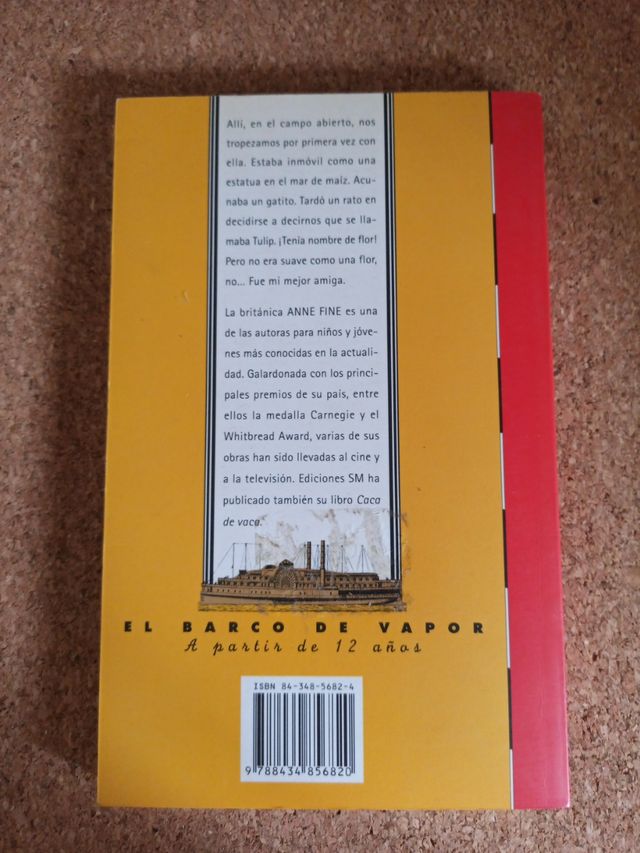 Allí, en el campo abierto, nos
tropezamos por primera vez con
ella. Estaba inmóvil como una
estatua en el mar de maíz. Acu-
naba un gatito. Tardó un rato en
decidirse a decirnos que se lla-
maba Tulip. ¡Tenía nombre de flor!
Pero no era suave como una flor,
no... Fue mi mejor amiga.
La británica ANNE FINE es una
de las autoras para niños y jóve-
nes más conocidas en la actuali-
dad. Galardonada con los princi-
pales premios de su país, entre
ellos la medalla Carnegie y el
Whitbread Award, varias de sus
obras han sido llevadas al cine y
a la televisión. Ediciones SM ha
publicado también su libro Caca
de vaca.
EL BARCO DE VAPOR
A partir de 12 años
ISBN 84-348-5682-4
9 788434 856820